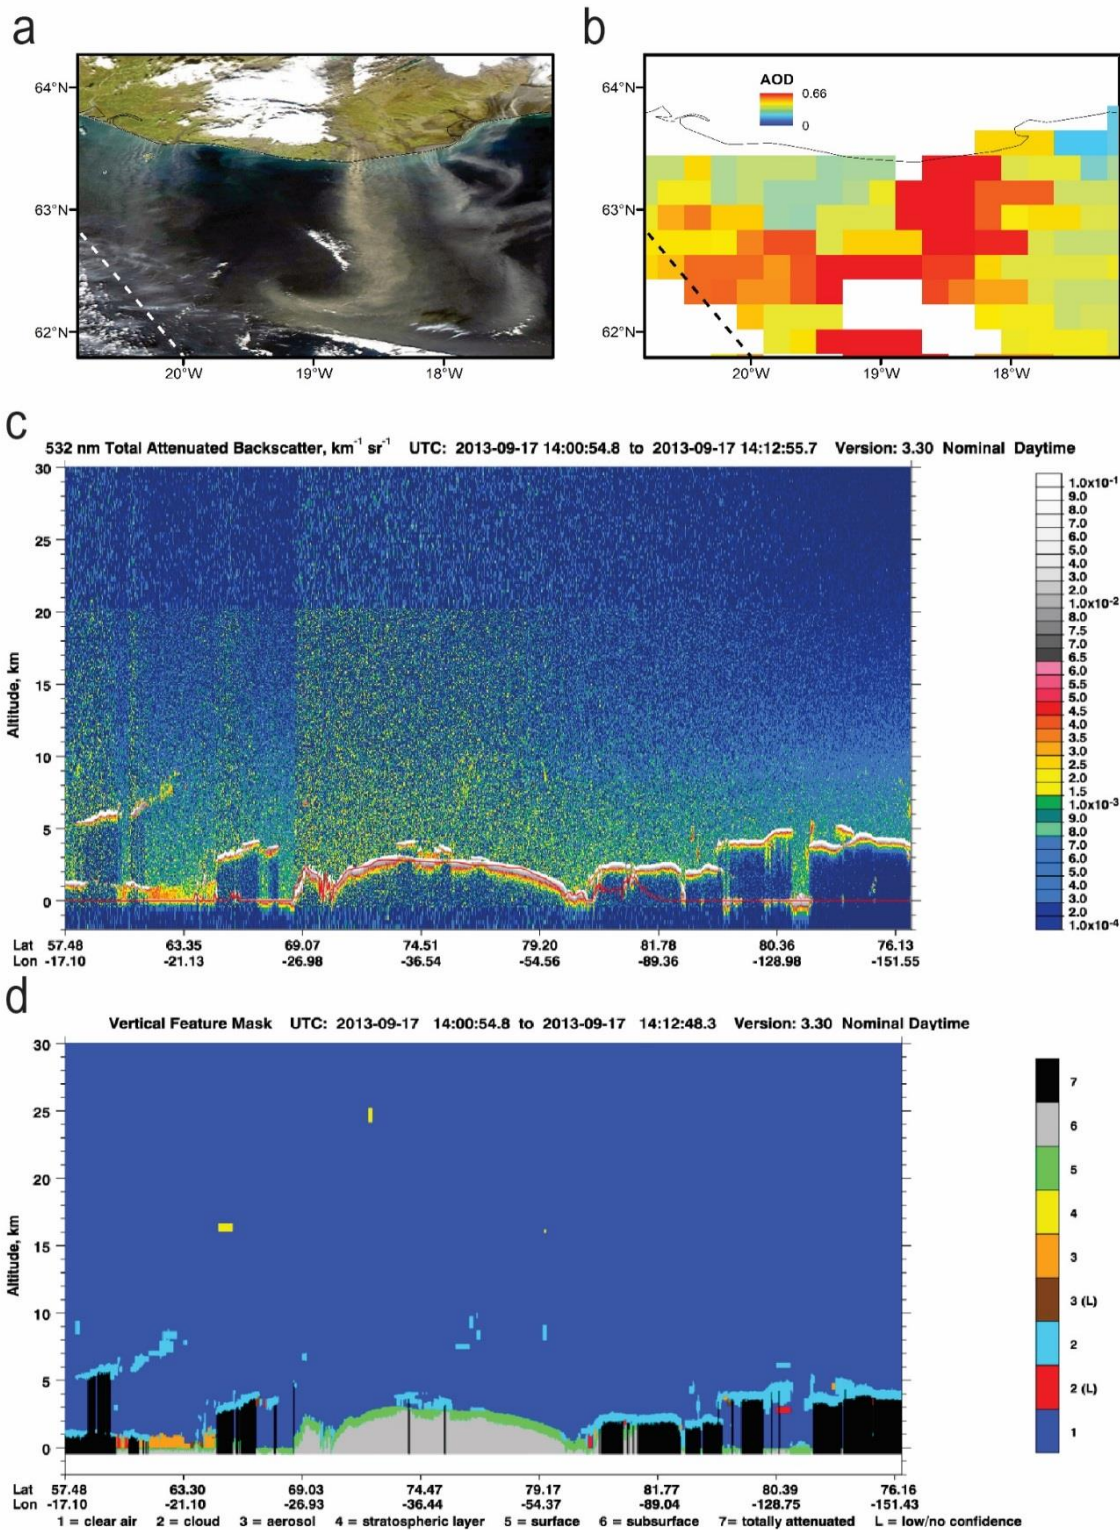 a
b
64°N
63°N
62°N
20°W 19°W 18°W
64°N
63°N
62°N
AOD
0.66
0
20°W 19°W 18°W
c
532 nm Total Attenuated Backscatter, km⁻¹ sr⁻¹ UTC: 2013-09-17 14:00:54.8 to 2013-09-17 14:12:55.7 Version: 3.30 Nominal Daytime
Altitude, km
30
25
20
15
10
5
0
Lat 57.48 63.35 69.07 74.51 79.20 81.78 80.36 76.13
Lon -17.10 -21.13 -26.98 -36.54 -54.56 -89.36 -128.98 -151.55
1.0x10⁻¹
9.0
8.0
7.0
6.0
5.0
4.0
3.0
2.0
1.0x10⁻²
8.0
7.5
7.0
6.5
6.0
5.5
5.0
4.5
4.0
3.5
3.0
2.5
2.0
1.5
1.0x10⁻³
9.0
8.0
7.0
6.0
5.0
4.0
3.0
2.0
1.0x10⁻⁴
d
Vertical Feature Mask UTC: 2013-09-17 14:00:54.8 to 2013-09-17 14:12:48.3 Version: 3.30 Nominal Daytime
Altitude, km
30
25
20
15
10
5
0
Lat 57.48 63.30 69.03 74.47 79.17 81.77 80.39 76.16
Lon -17.10 -21.10 -26.93 -36.44 -54.37 -89.04 -128.75 -151.43
7
6
5
4
3
3 (L)
2
2 (L)
1
1 = clear air 2 = cloud 3 = aerosol 4 = stratospheric layer 5 = surface 6 = subsurface 7= totally attenuated L = low/no confidence